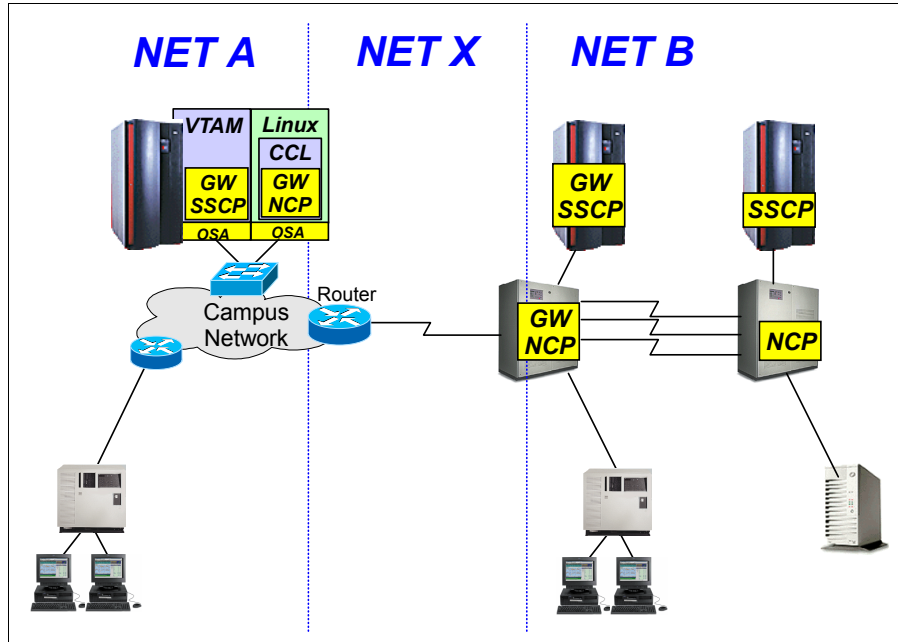 NET A
NET X
NET B
VTAM
Linux
CCL
GW
SSCP
GW
NCP
OSA
OSA
GW
SSCP
SSCP
Router
Campus
Network
GW
NCP
NCP